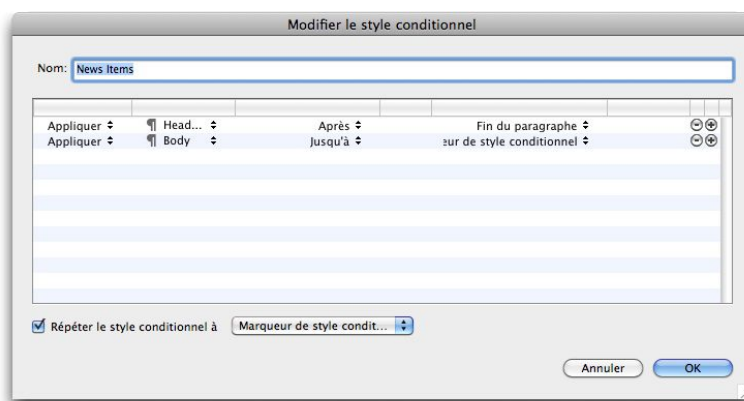 Modifier le style conditionnel
Nom: News Items
Appliquer ¶ Head... Après Fin du paragraphe
Appliquer ¶ Body Jusqu'à eur de style conditionnel
Répéter le style conditionnel à Marqueur de style condit...
Annuler OK